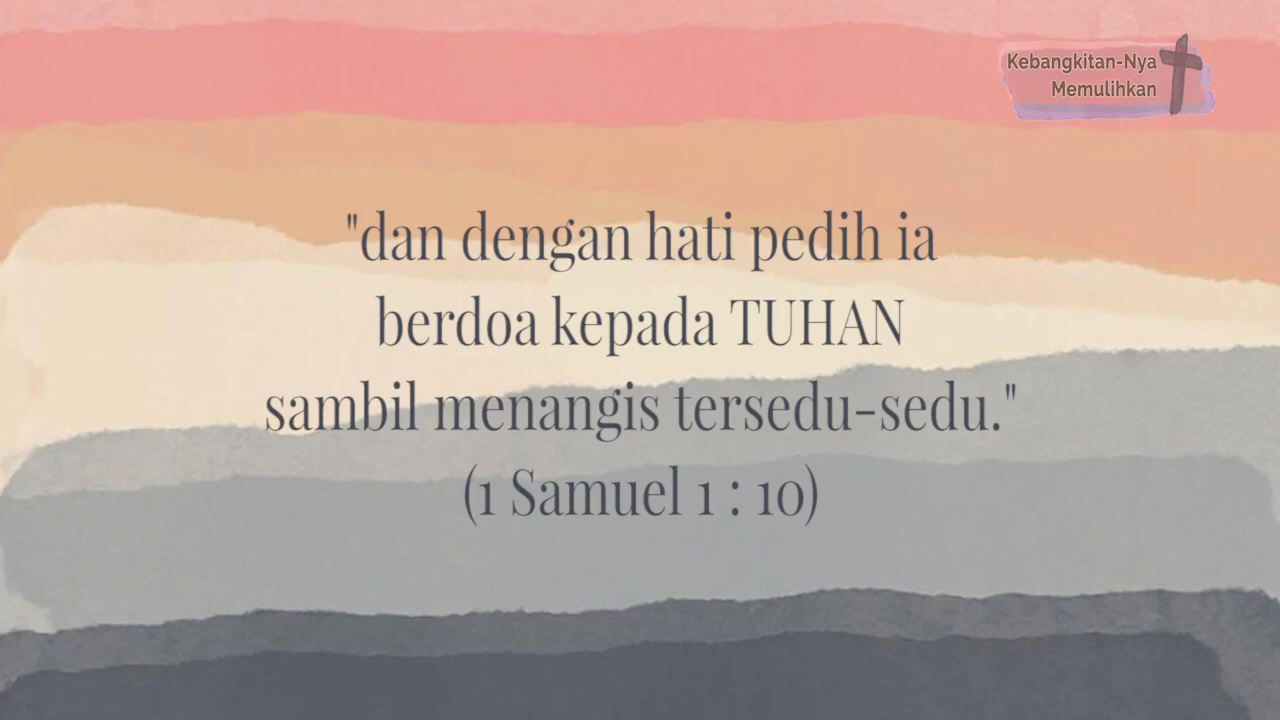 Kebangkitan-Nya
Memulihkan
"dan dengan hati pedih ia
berdoa kepada TUHAN
sambil menangis tersedu-sedu."
(1 Samuel 1 : 10)